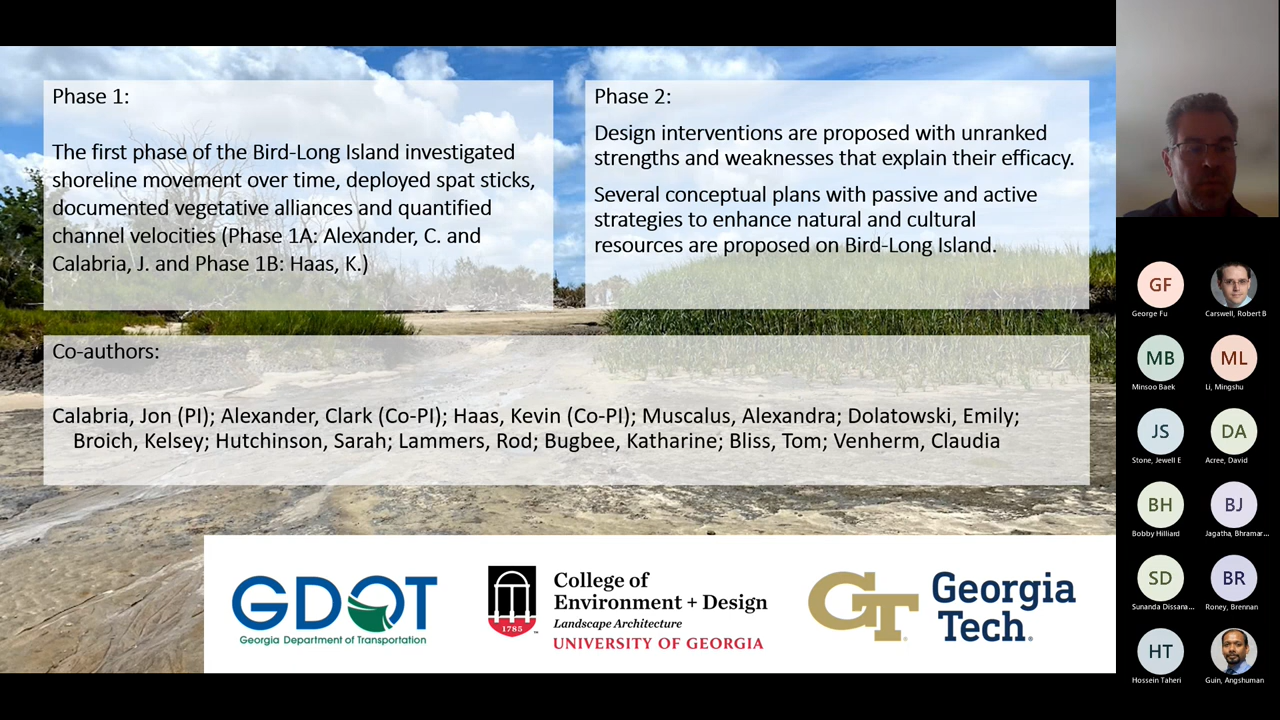 Phase 1:
The first phase of the Bird-Long Island investigated
shoreline movement over time, deployed spat sticks,
documented vegetative alliances and quantified
channel velocities (Phase 1A: Alexander, C. and
Calabria, J. and Phase 1B: Haas, K.)
Phase 2:
Design interventions are proposed with unranked
strengths and weaknesses that explain their efficacy.
Several conceptual plans with passive and active
strategies to enhance natural and cultural
resources are proposed on Bird-Long Island.
Co-authors:
Calabria, Jon (PI); Alexander, Clark (Co-PI); Haas, Kevin (Co-PI); Muscalus, Alexandra; Dolatowski, Emily;
Broich, Kelsey; Hutchinson, Sarah; Lammers, Rod; Bugbee, Katharine; Bliss, Tom; Venherm, Claudia
GDOT
Georgia Department of Transportation
1785
College of
Environment + Design
Landscape Architecture
UNIVERSITY OF GEORGIA
GT
Georgia
Tech
GF
George Fu
Carswell, Robert B
MB
Minsoo Baek
ML
Li, Mingshu
JS
Stone, Jewell E
DA
Acree, David
BH
Bobby Hilliard
BJ
Jagatha, Bhramar...
SD
Sunanda Dissana...
BR
Roney, Brennan
HT
Hossein Taheri
Guin, Angshuman